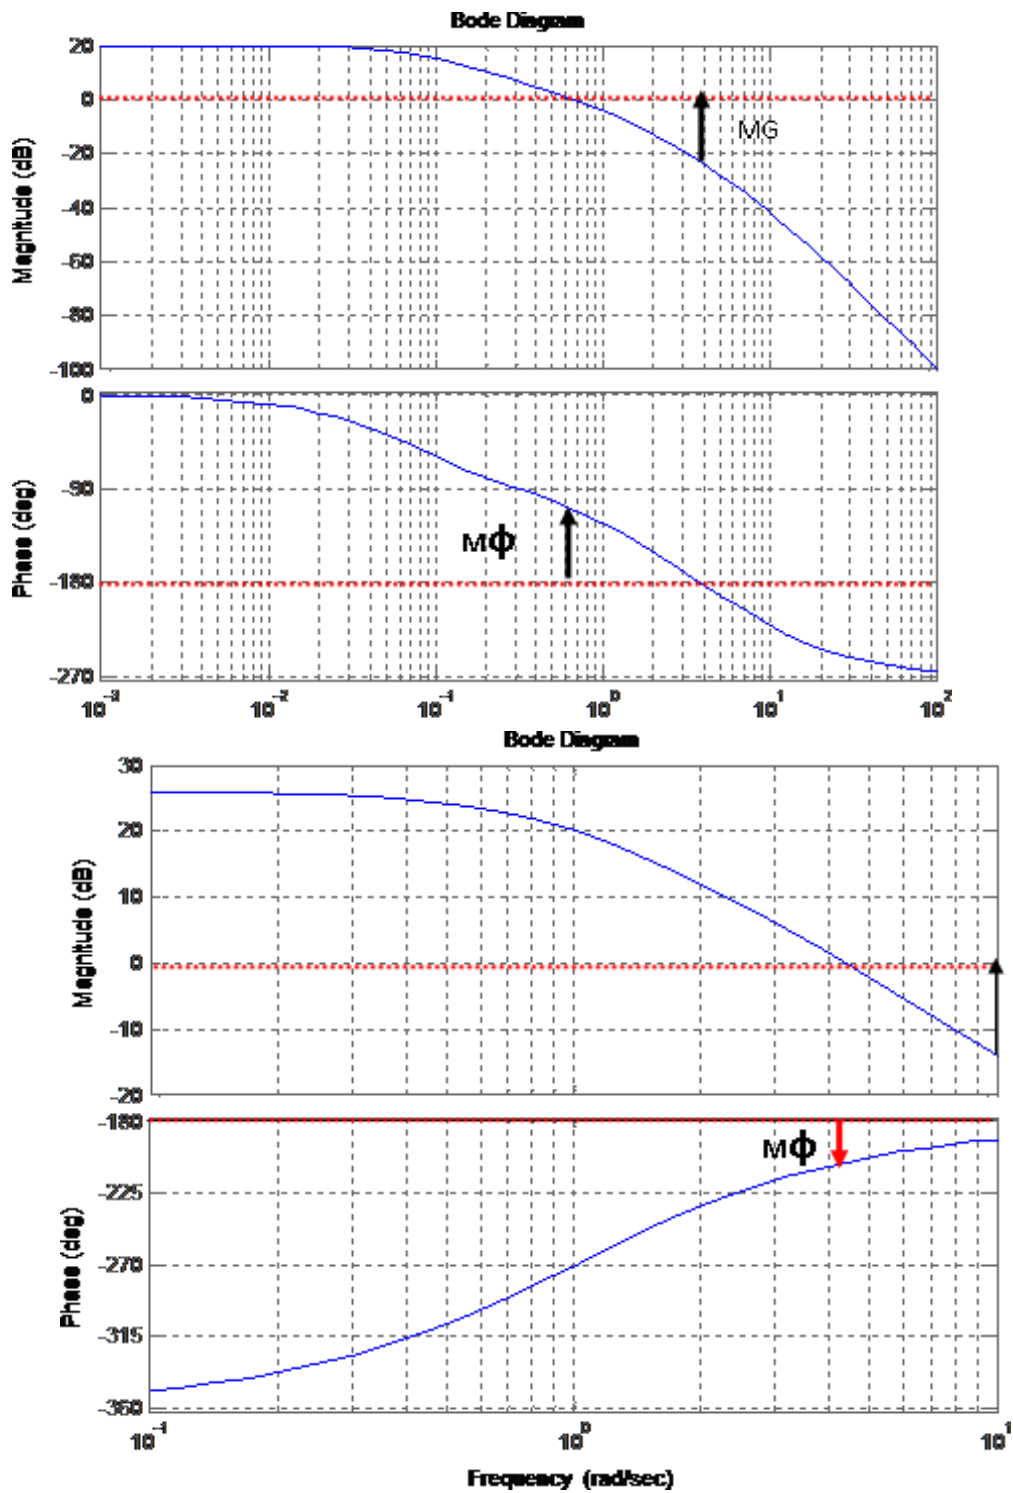 Bode Diagram
20
0
-20
-40
-60
-80
-100
Magnitude (dB)
MG
0
-90
-180
-270
Phase (deg)
MΦ
10⁻³ 10⁻² 10⁻¹ 10⁰ 10¹ 10²
Bode Diagram
30
20
10
0
-10
-20
Magnitude (dB)
-180
-225
-270
-315
-360
Phase (deg)
MΦ
10⁻¹ 10⁰ 10¹
Frequency (rad/sec)